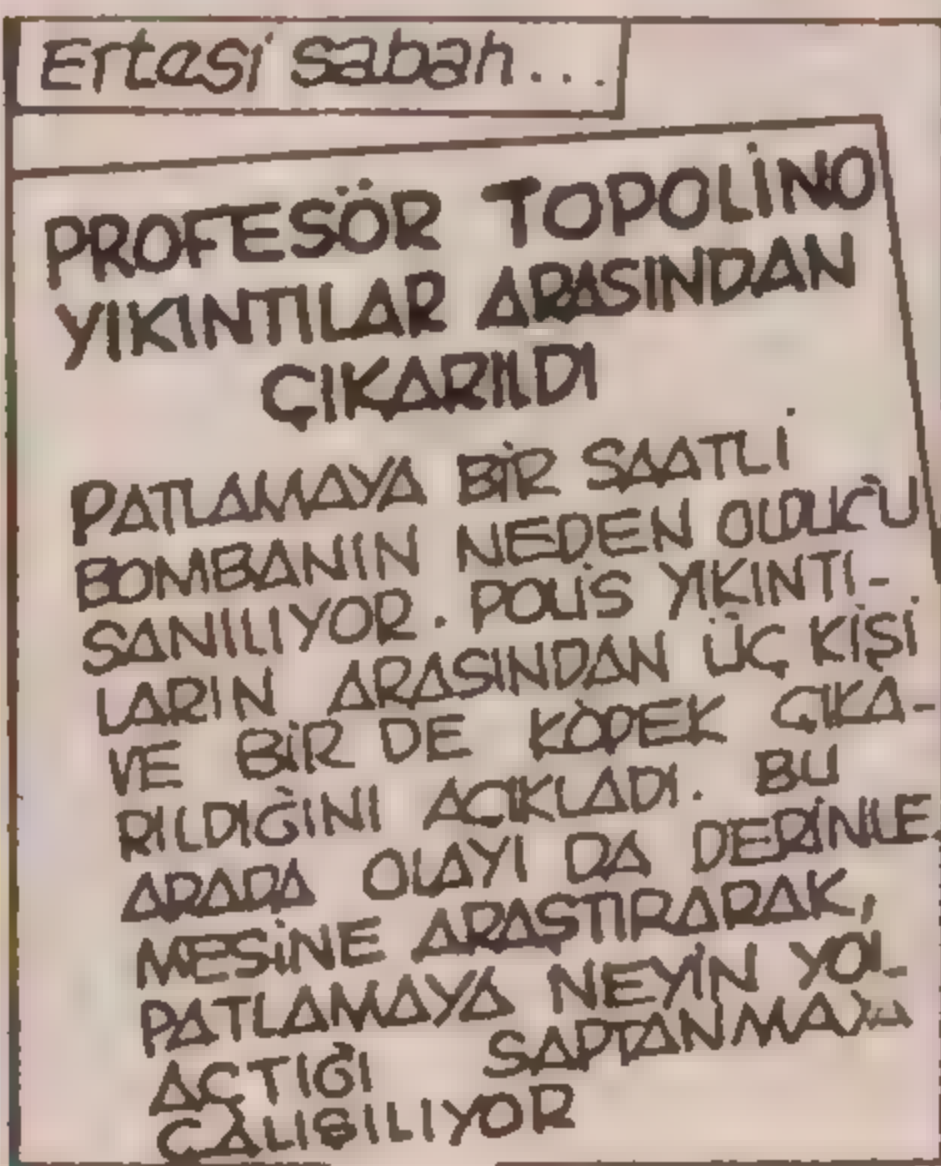 Ertesi sabah....
PROFESÖR TOPOLİNO
YIKINTILAR ARASINDAN
ÇIKARILDI
PATLAMAYA BİR SAATLİ
BOMBANIN NEDEN OLDUĞU
SANILIYOR. POLİS YIKINTI-
LARIN ARASINDAN ÜÇ KİŞİ
VE BİR DE KÖPEK ÇIKA-
RILDIĞINI AÇIKLADI. BU
ARADA OLAYI DA DERİNLE
MESİNE ARAŞTIRARAK,
PATLAMAYA NEYİN YOL
AÇTIĞI SAPTANMAYA
ÇALIŞILIYOR